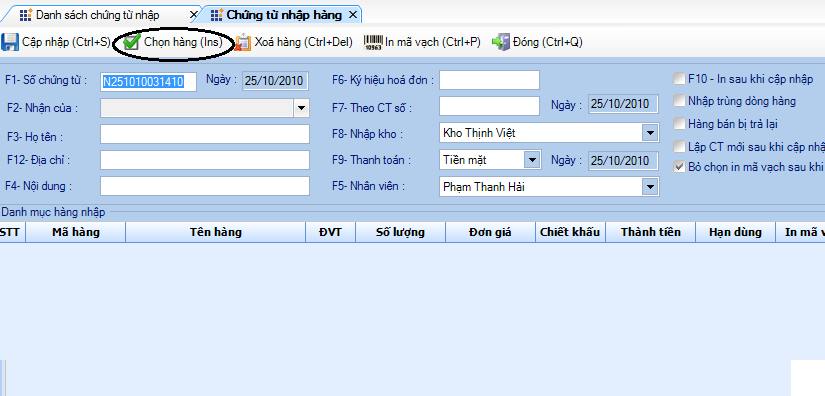 Danh sách chứng từ nhập Chứng từ nhập hàng
Cập nhập (Ctrl+S) Chọn hàng (Ins) Xoá hàng (Ctrl+Del) In mã vạch (Ctrl+P) Đóng (Ctrl+Q)
F1- Số chứng từ : N251010031410 Ngày : 25/10/2010 F6- Ký hiệu hoá đơn : F10 - In sau khi cập nhập
F2- Nhận của : F7- Theo CT số : Ngày : 25/10/2010 Nhập trùng dòng hàng
F3- Họ tên : F8- Nhập kho : Kho Thịnh Việt Hàng bán bị trả lại
F12- Địa chỉ : F9- Thanh toán : Tiền mặt Ngày : 25/10/2010 Lập CT mới sau khi cập nhậ
F4- Nội dung : F5- Nhân viên : Phạm Thanh Hải Bỏ chọn in mã vạch sau khi
Danh mục hàng nhập
STT Mã hàng Tên hàng ĐVT Số lượng Đơn giá Chiết khấu Thành tiền Hạn dùng In mã v